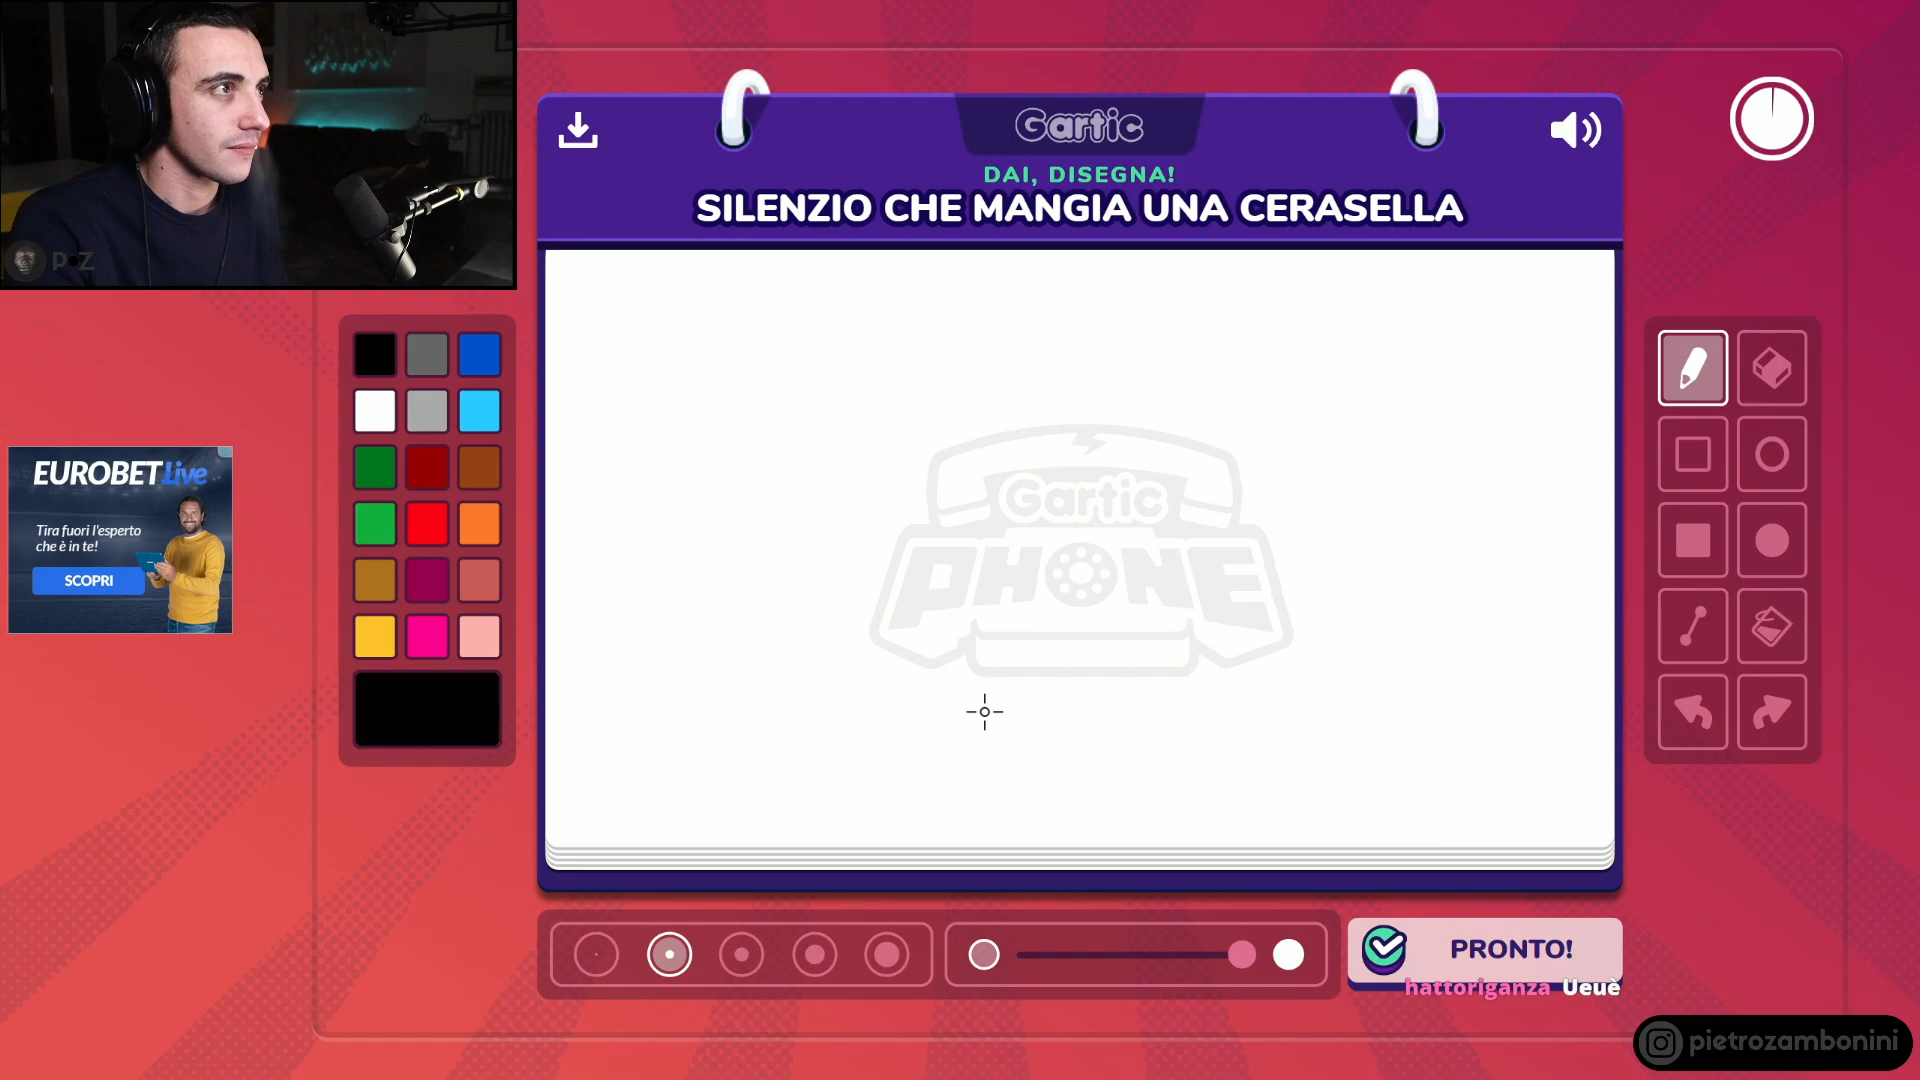 Gartic
DAI, DISEGNA!
SILENZIO CHE MANGIA UNA CERASELLA
P Z
EUROBET.Live
Tira fuori l'esperto
che è in te!
SCOPRI
Gartic
PHONE
PRONTO!
hattoriganza Ueuè
pietrozambonini